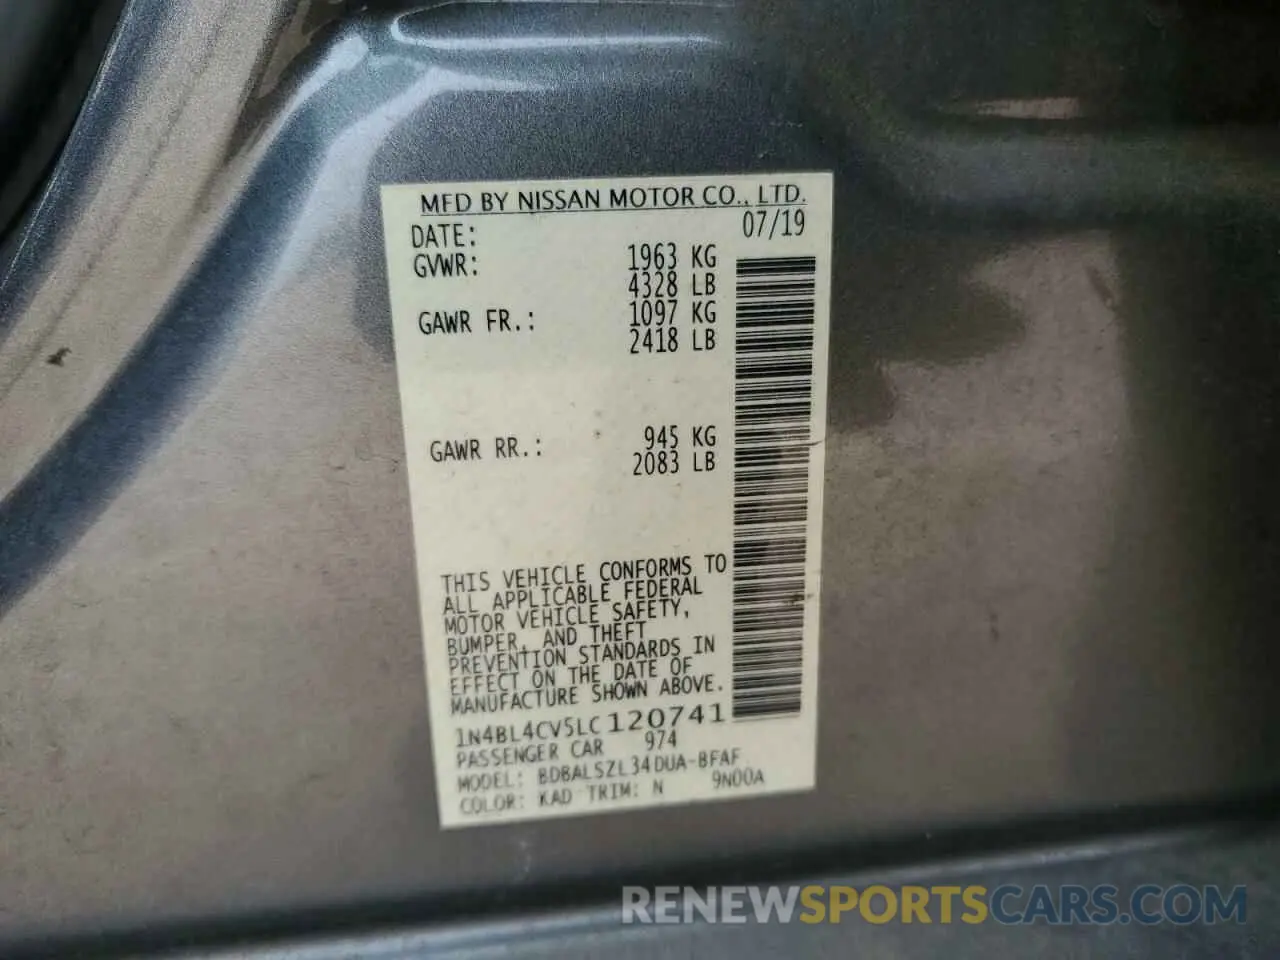 MFD BY NISSAN MOTOR CO., LTD.
DATE: 07/19
GVWR: 1963 KG
4328 LB
GAWR FR.: 1097 KG
2418 LB
GAWR RR.: 945 KG
2083 LB
THIS VEHICLE CONFORMS TO
ALL APPLICABLE FEDERAL
MOTOR VEHICLE SAFETY,
BUMPER, AND THEFT
PREVENTION STANDARDS IN
EFFECT ON THE DATE OF
MANUFACTURE SHOWN ABOVE.
1N4BL4CV5LC120741
PASSENGER CAR 974
MODEL: BDBALSZL34DUA-BFAF
COLOR: KAD TRIM: N 9N00A
RENEWSPORTSCARS.COM